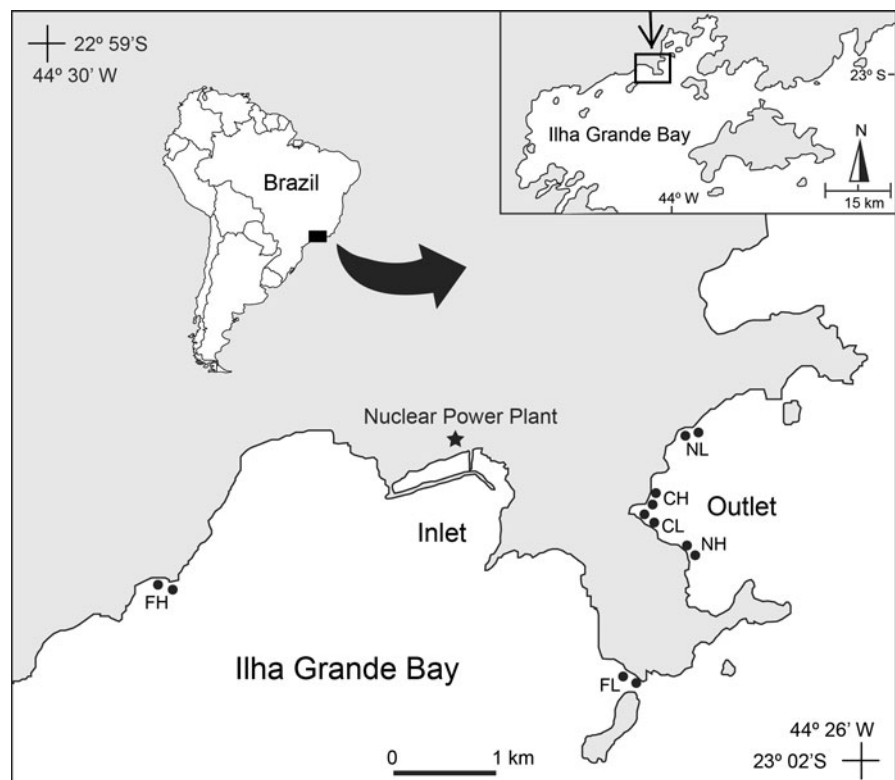 22º 59'S
44º 30' W
Brazil
23º S
Ilha Grande Bay
N
44º W
15 km
Nuclear Power Plant
NL
CH
Outlet
CL
Inlet
NH
FH
Ilha Grande Bay
FL
44º 26' W
0 1 km
23º 02'S